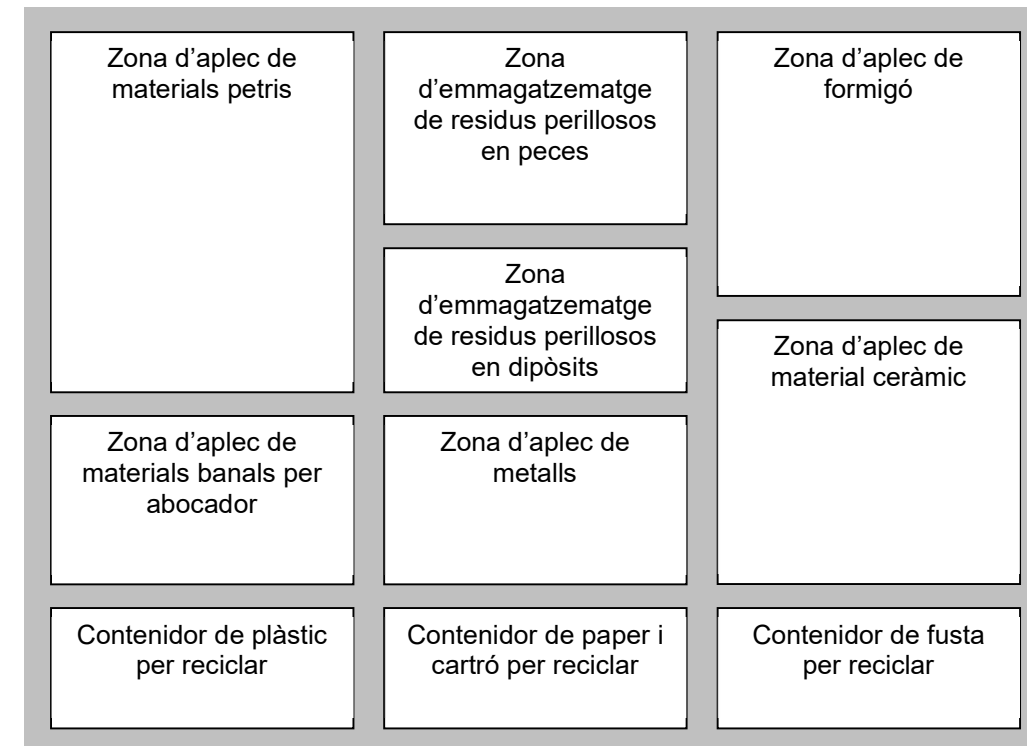 Zona d’aplec de
materials petris
Zona
d’emmagatzematge
de residus perillosos
en peces
Zona d’aplec de
formigó
Zona
d’emmagatzematge
de residus perillosos
en dipòsits
Zona d’aplec de
material ceràmic
Zona d’aplec de
materials banals per
abocador
Zona d’aplec de
metalls
Contenidor de plàstic
per reciclar
Contenidor de paper i
cartró per reciclar
Contenidor de fusta
per reciclar